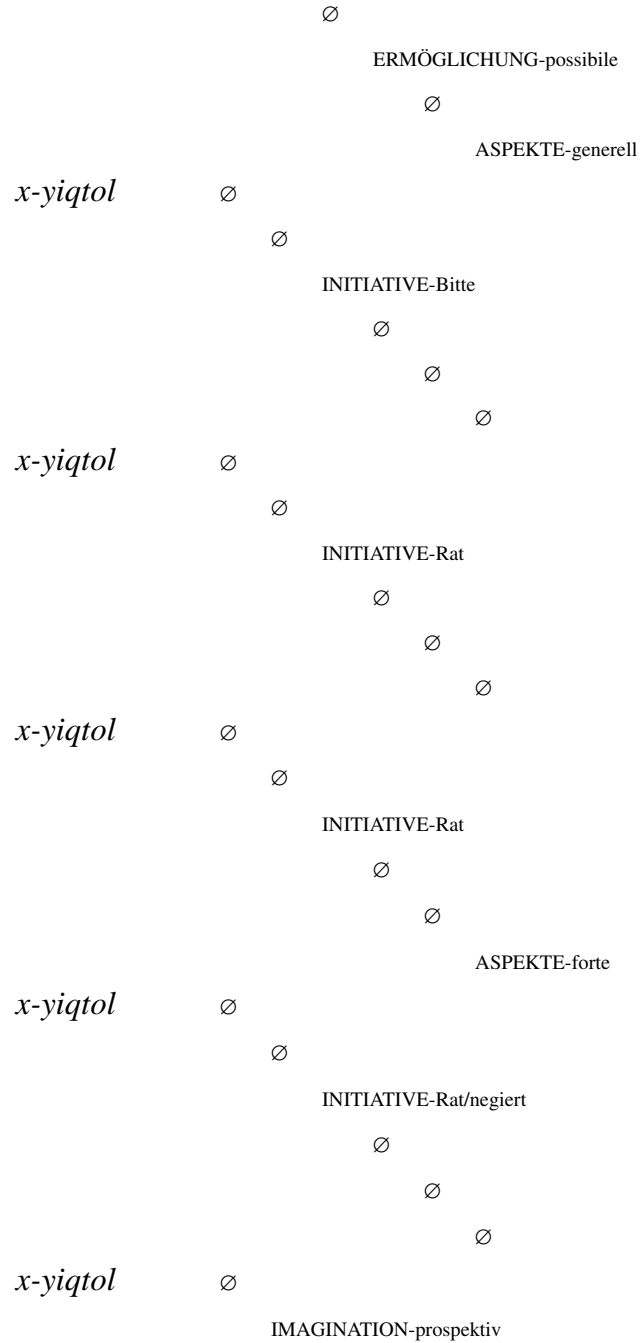 ∅
ERMÖGLICHUNG-possibile
∅
ASPEKTE-generell
x-yiqtol ∅
∅
INITIATIVE-Bitte
∅
∅
∅
x-yiqtol ∅
∅
INITIATIVE-Rat
∅
∅
∅
x-yiqtol ∅
∅
INITIATIVE-Rat
∅
∅
ASPEKTE-forte
x-yiqtol ∅
∅
INITIATIVE-Rat/negiert
∅
∅
∅
x-yiqtol ∅
IMAGINATION-prospektiv